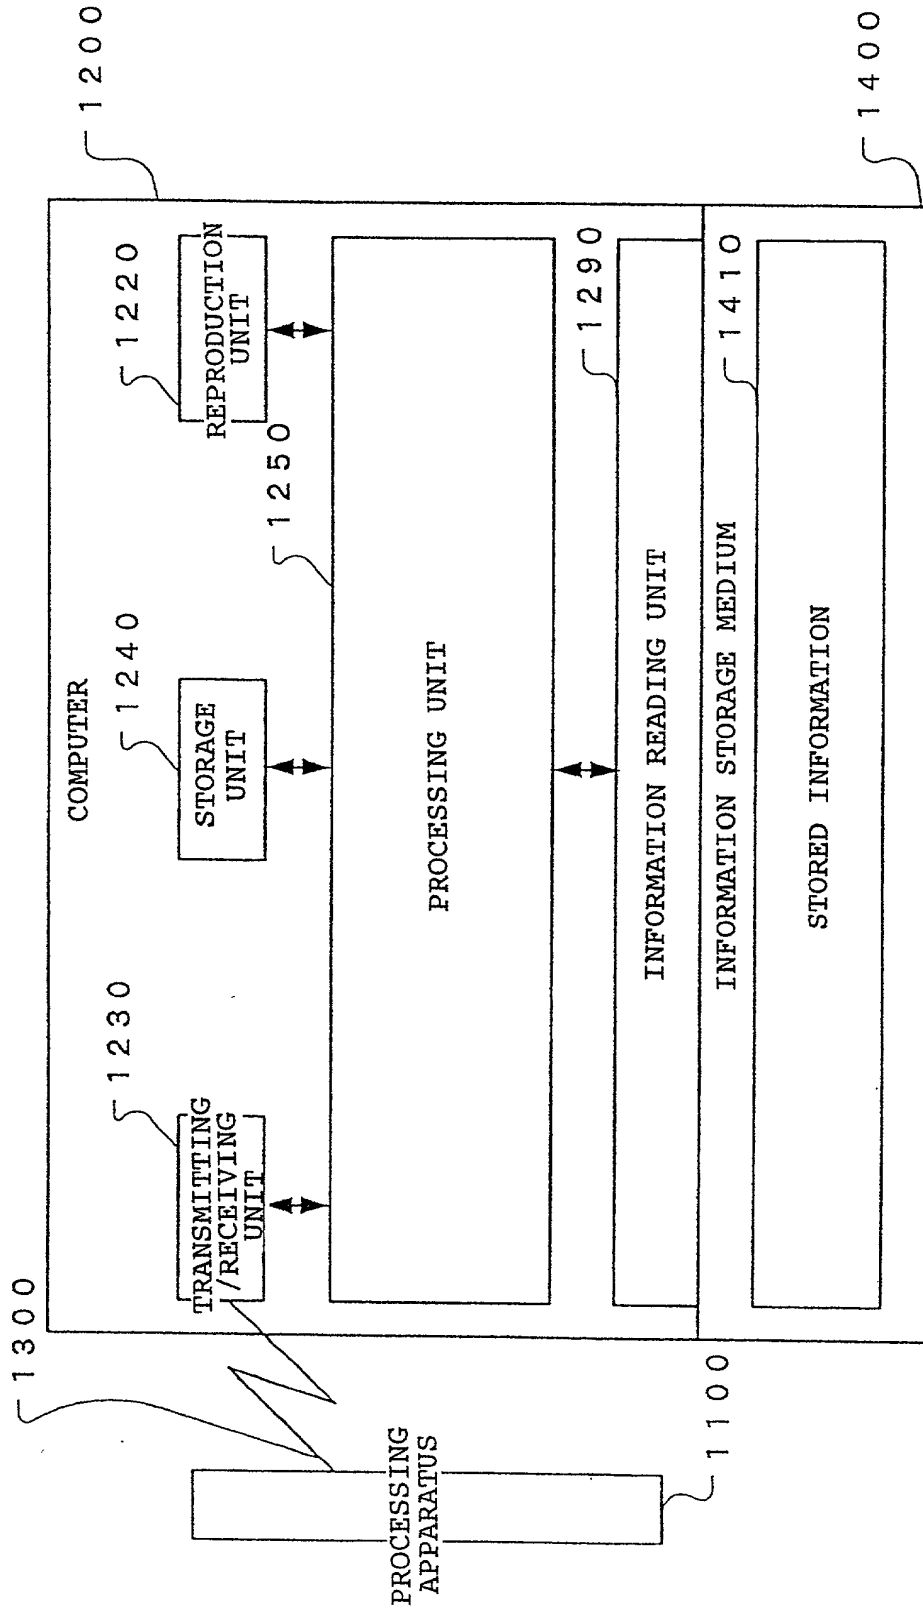 1200
COMPUTER
1300
1230
1240
1220
TRANSMITTING
/RECEIVING
UNIT
STORAGE
UNIT
REPRODUCTION
UNIT
1250
PROCESSING UNIT
PROCESSING
APPARATUS
1100
1290
INFORMATION READING UNIT
INFORMATION STORAGE MEDIUM
1410
STORED INFORMATION
1400